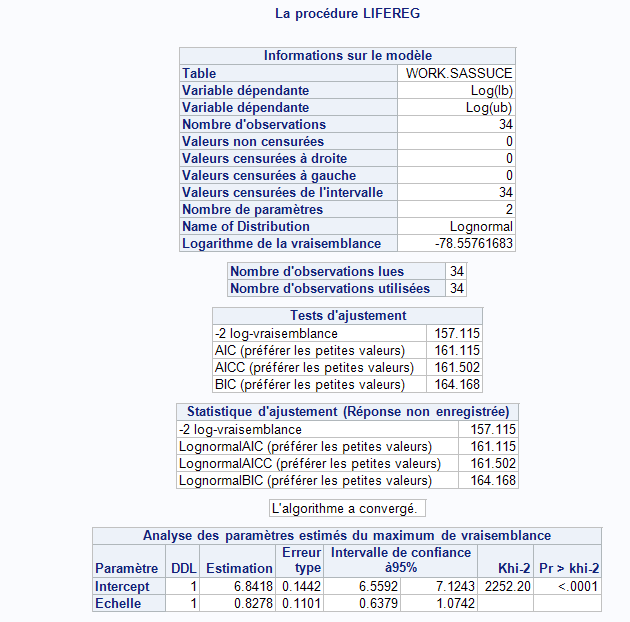 La procédure LIFEREG
Informations sur le modèle
Table WORK.SASSUCE
Variable dépendante Log(lb)
Variable dépendante Log(ub)
Nombre d'observations 34
Valeurs non censurées 0
Valeurs censurées à droite 0
Valeurs censurées à gauche 0
Valeurs censurées de l'intervalle 34
Nombre de paramètres 2
Name of Distribution Lognormal
Logarithme de la vraisemblance -78.55761683
Nombre d'observations lues 34
Nombre d'observations utilisées 34
Tests d'ajustement
-2 log-vraisemblance 157.115
AIC (préférer les petites valeurs) 161.115
AICC (préférer les petites valeurs) 161.502
BIC (préférer les petites valeurs) 164.168
Statistique d'ajustement (Réponse non enregistrée)
-2 log-vraisemblance 157.115
LognormalAIC (préférer les petites valeurs) 161.115
LognormalAICC (préférer les petites valeurs) 161.502
LognormalBIC (préférer les petites valeurs) 164.168
L'algorithme a convergé.
Analyse des paramètres estimés du maximum de vraisemblance
Erreur Intervalle de confiance
Paramètre DDL Estimation type à95% Khi-2 Pr > khi-2
Intercept 1 6.8418 0.1442 6.5592 7.1243 2252.20 <.0001
Echelle 1 0.8278 0.1101 0.6379 1.0742